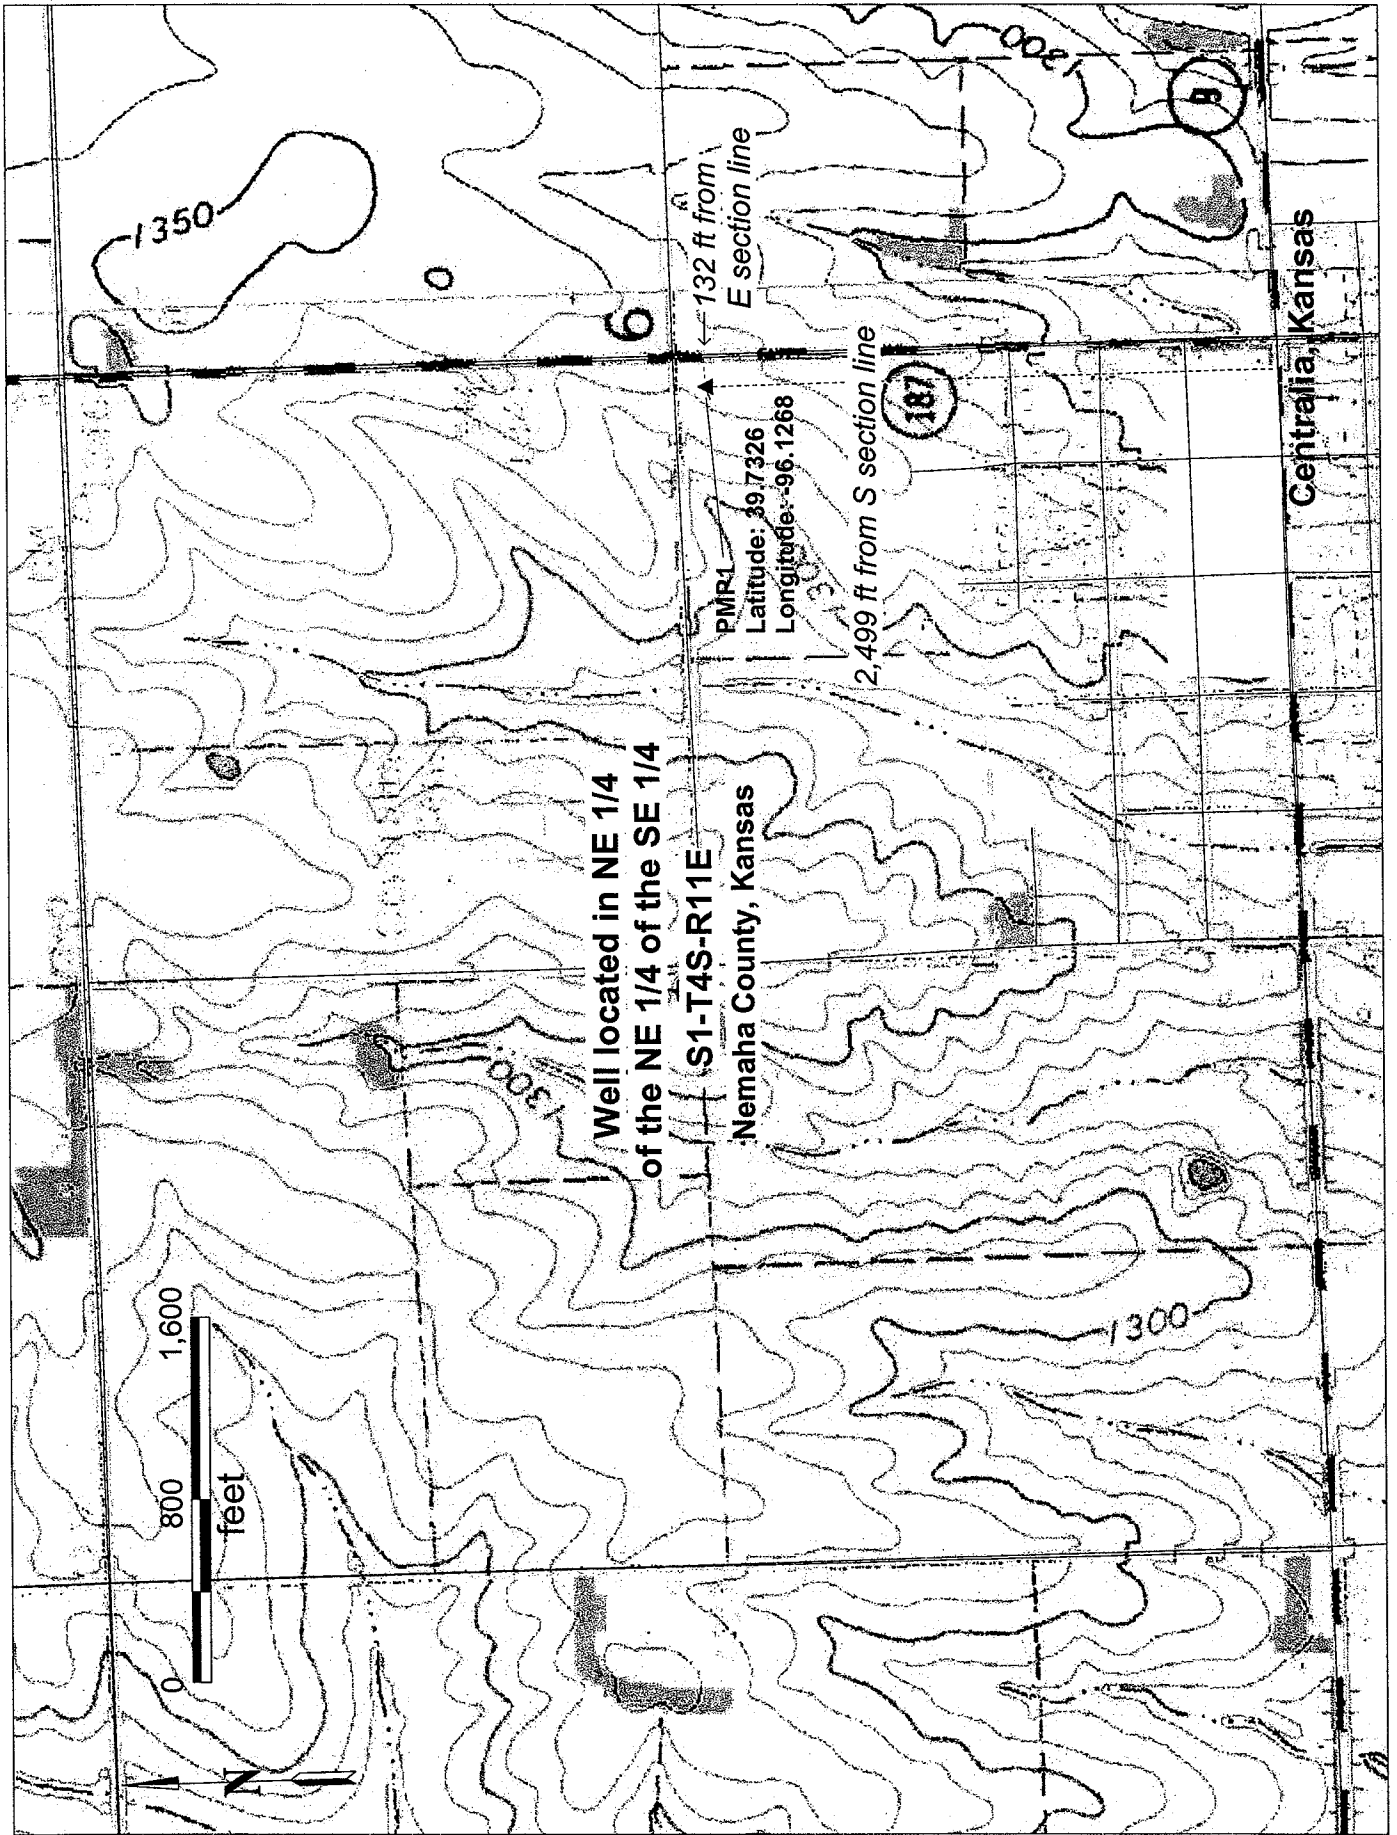 1350
1300
6
132 ft from
E section line
9
187
PMP1
Latitude: 39.7326
Longitude: -96.1268
2,499 ft from S section line
Centralia, Kansas
Well located in NE 1/4
of the NE 1/4 of the SE 1/4
S1-T4S-R11E
Nemaha County, Kansas
1300
1300
0 800 1,600
feet
N